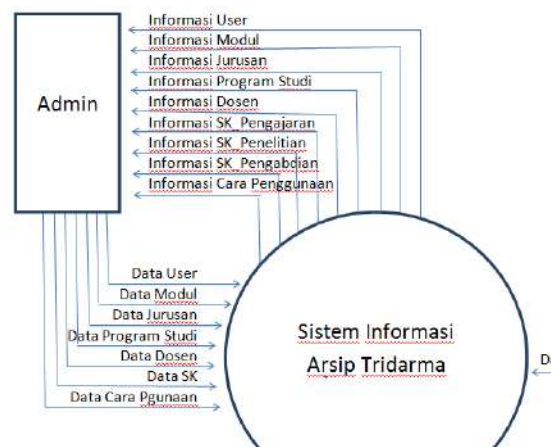 Informasi User
Informasi Modul
Informasi Jurusan
Informasi Program Studi
Informasi Dosen
Informasi SK_Pengajaran
Informasi SK_Penelitian
Informasi SK_Pengabdian
Informasi Cara Penggunaan
Admin
Data User
Data Modul
Data Jurusan
Data Program Studi
Data Dosen
Data SK
Data Cara Pgunaan
Sistem Informasi
Arsip Tridarma